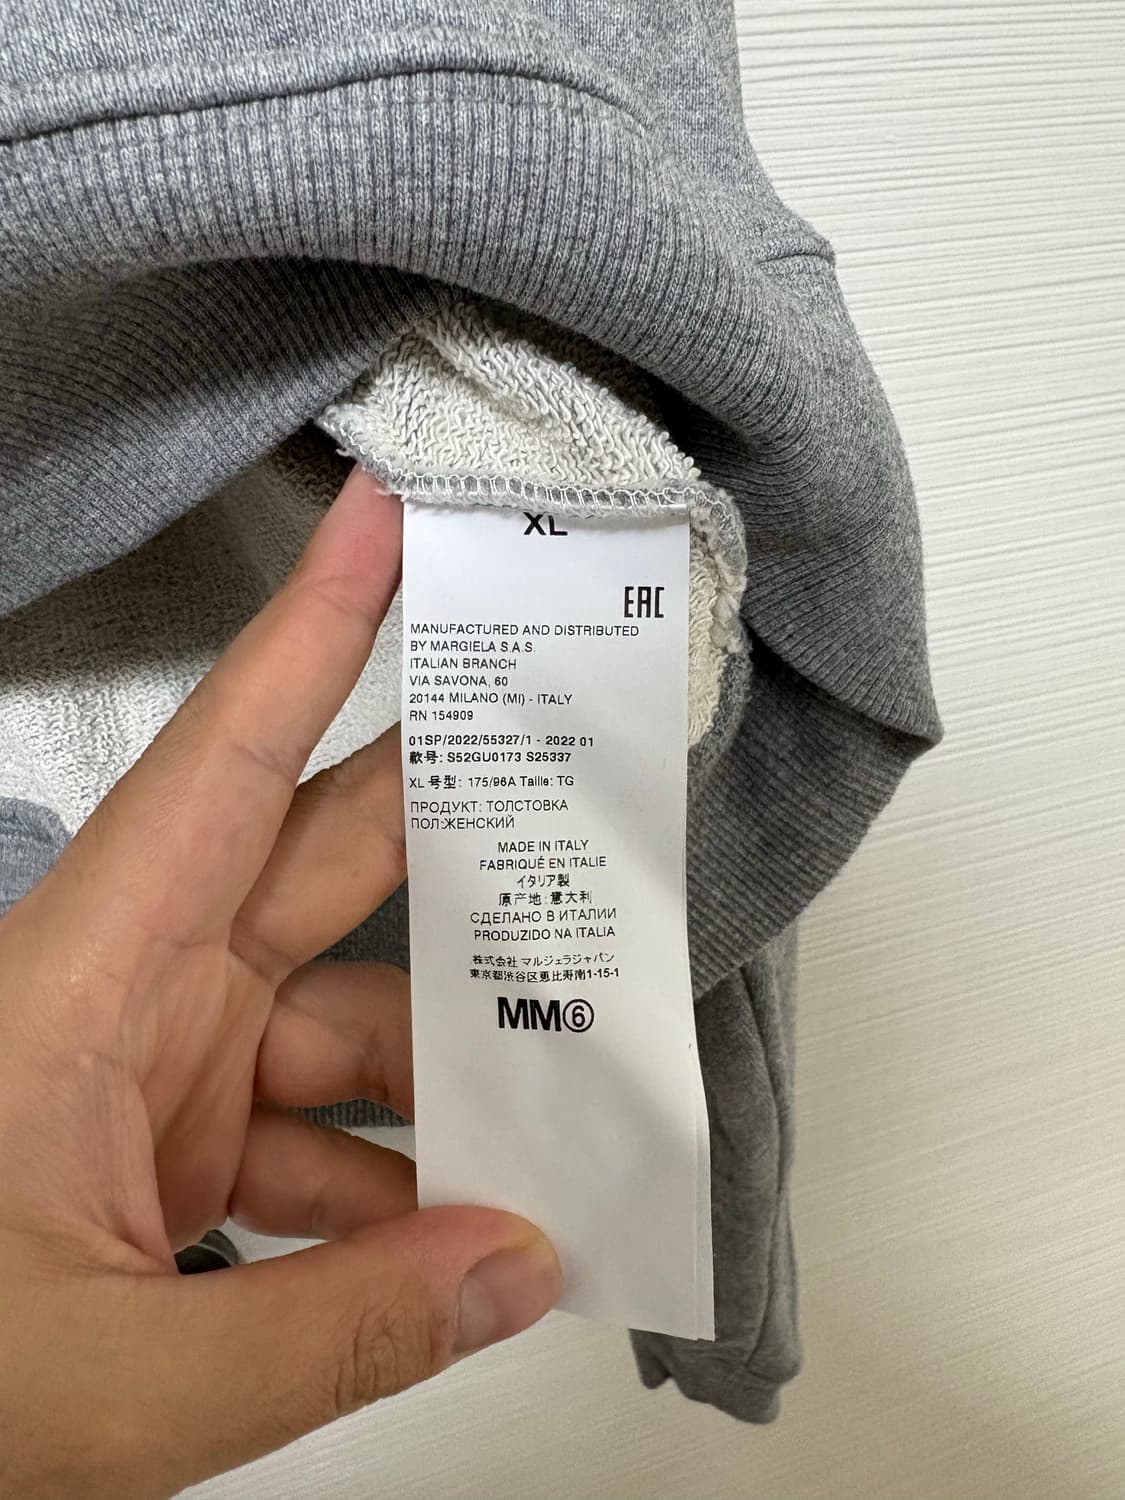 XL
EAC
MANUFACTURED AND DISTRIBUTED
BY MARGIELA S.A.S.
ITALIAN BRANCH
VIA SAVONA, 60
20144 MILANO (MI) - ITALY
RN 154909
01SP/2022/55327/1 - 2022 01
款号: S52GU0173 S25337
XL 号型: 175/96A Taille: TG
ПРОДУКТ: ТОЛСТОВКА
ПОЛ:ЖЕНСКИЙ
MADE IN ITALY
FABRIQUÉ EN ITALIE
イタリア製
原产地:意大利
СДЕЛАНО В ИТАЛИИ
PRODUZIDO NA ITALIA
株式会社 マルジェラジャパン
東京都渋谷区恵比寿南1-15-1
MM⑥